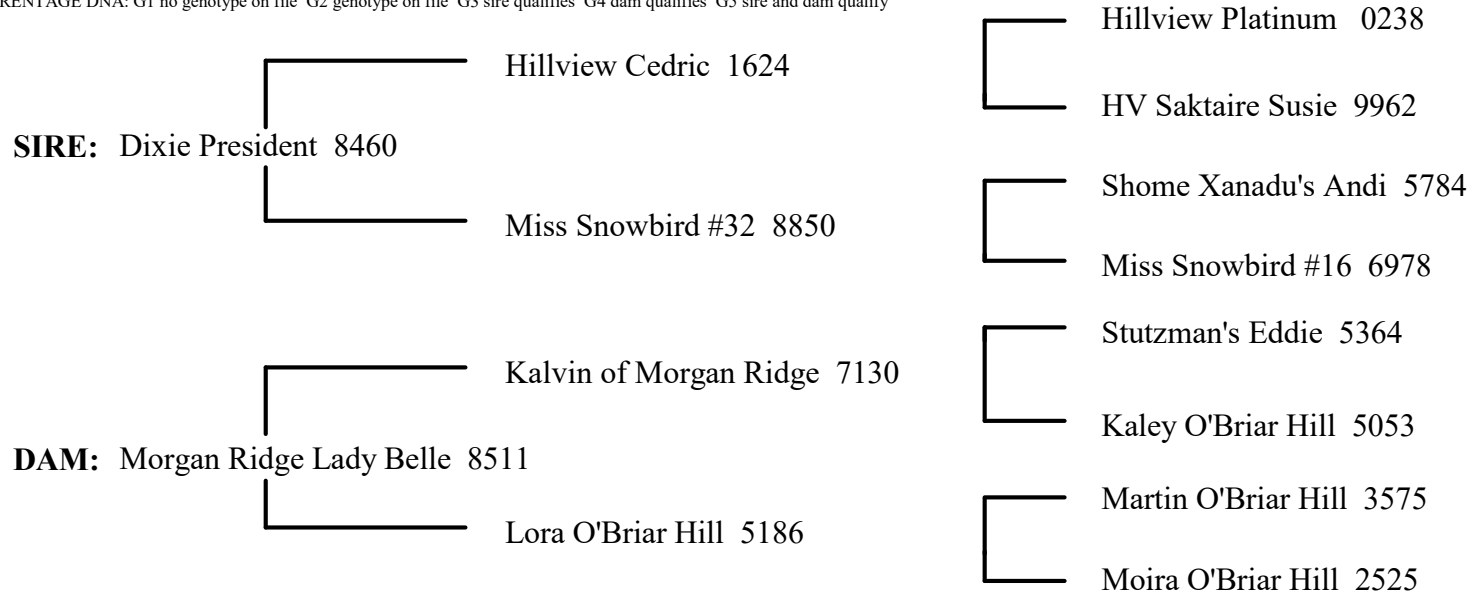 DNA: G1 no genotype on file G2 genotype on file G3 sire qualifies G4 dam qualifies G5 sire and dam qualify
Hillview Platinum 0238
Hillview Cedric 1624
HV Saktaire Susie 9962
SIRE: Dixie President 8460
Shome Xanadu's Andi 5784
Miss Snowbird #32 8850
Miss Snowbird #16 6978
Stutzman's Eddie 5364
Kalvin of Morgan Ridge 7130
Kaley O'Briar Hill 5053
DAM: Morgan Ridge Lady Belle 8511
Martin O'Briar Hill 3575
Lora O'Briar Hill 5186
Moira O'Briar Hill 2525